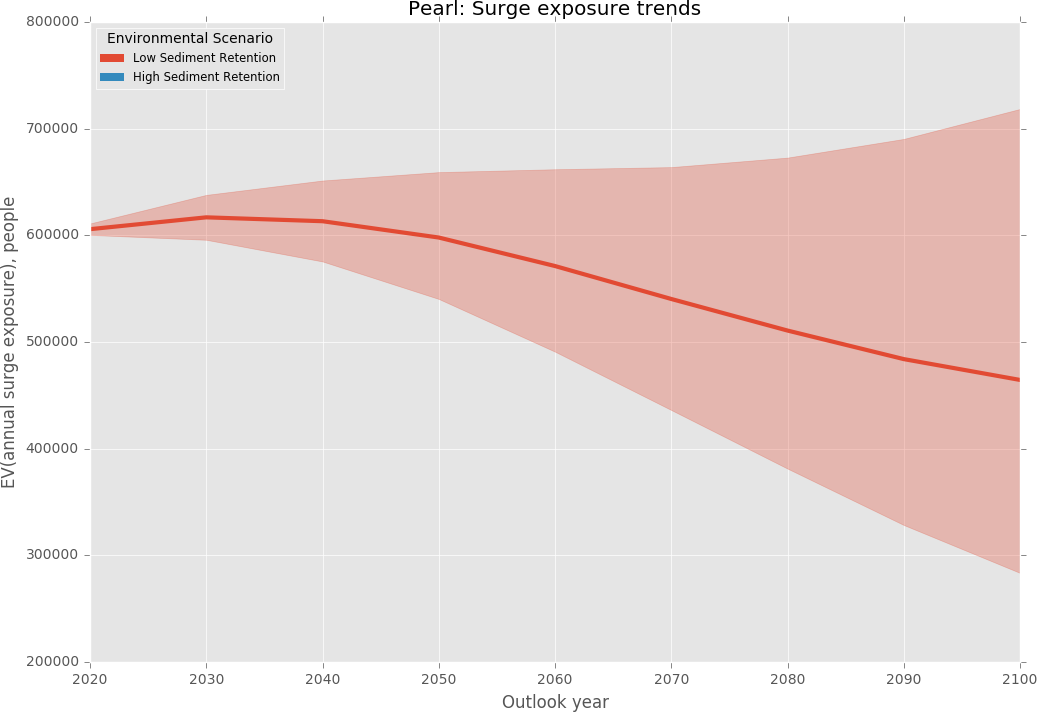 Pearl: Surge exposure trends
800000
700000
600000
500000
400000
300000
200000
EV(annual surge exposure), people
Environmental Scenario
Low Sediment Retention
High Sediment Retention
2020 2030 2040 2050 2060 2070 2080 2090 2100
Outlook year